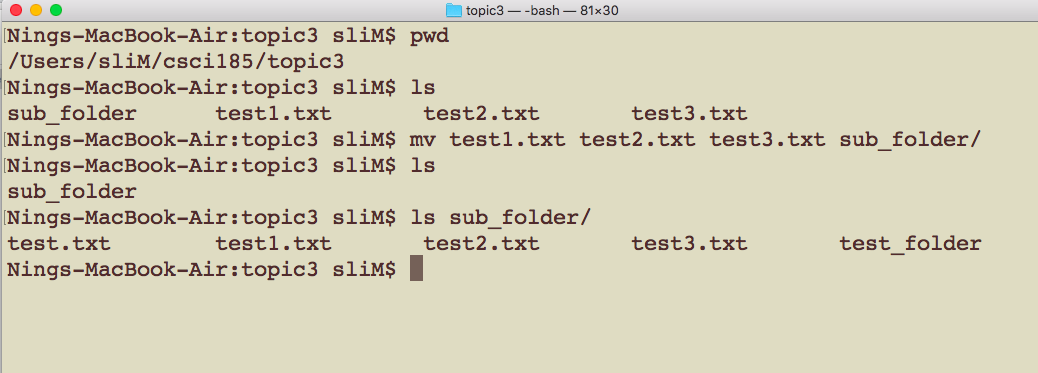 topic3 — -bash — 81×30
[Nings-MacBook-Air:topic3 sliM$ pwd
/Users/sliM/csci185/topic3
[Nings-MacBook-Air:topic3 sliM$ ls
sub_folder      test1.txt       test2.txt       test3.txt
[Nings-MacBook-Air:topic3 sliM$ mv test1.txt test2.txt test3.txt sub_folder/
[Nings-MacBook-Air:topic3 sliM$ ls
sub_folder
[Nings-MacBook-Air:topic3 sliM$ ls sub_folder/
test.txt        test1.txt       test2.txt       test3.txt       test_folder
Nings-MacBook-Air:topic3 sliM$